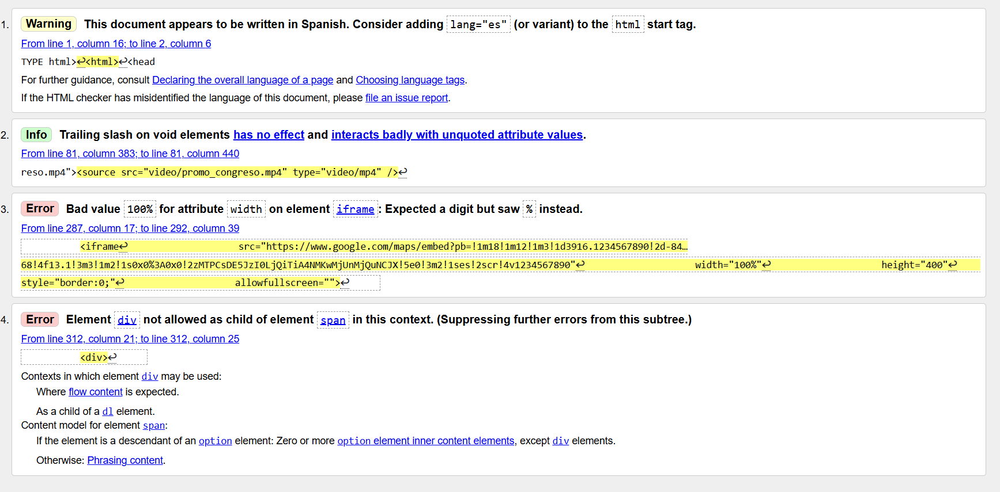 1. Warning This document appears to be written in Spanish. Consider adding lang="es" (or variant) to the html start tag.
From line 1, column 16; to line 2, column 6
TYPE html>↩<html>↩<head
For further guidance, consult Declaring the overall language of a page and Choosing language tags.
If the HTML checker has misidentified the language of this document, please file an issue report.
2. Info Trailing slash on void elements has no effect and interacts badly with unquoted attribute values.
From line 81, column 383; to line 81, column 440
reso.mp4"><source src="video/promo_congreso.mp4" type="video/mp4" />↩
3. Error Bad value 100% for attribute width on element iframe: Expected a digit but saw % instead.
From line 287, column 17; to line 292, column 39
<iframe↩ src="https://www.google.com/maps/embed?pb=!1m18!1m12!1m3!1d3916.1234567890!2d-84…
68!4f13.1!3m3!1m2!1s0x0%3A0x0!2zMTPCsDE5JzI0LjQiTiA4NMKwMjUnMjQuNCJX!5e0!3m2!1ses!2scr!4v1234567890"↩ width="100%"↩ height="400"↩
style="border:0;"↩ allowfullscreen="">↩
4. Error Element div not allowed as child of element span in this context. (Suppressing further errors from this subtree.)
From line 312, column 21; to line 312, column 25
<div>↩
Contexts in which element div may be used:
Where flow content is expected.
As a child of a dl element.
Content model for element span:
If the element is a descendant of an option element: Zero or more option element inner content elements, except div elements.
Otherwise: Phrasing content.